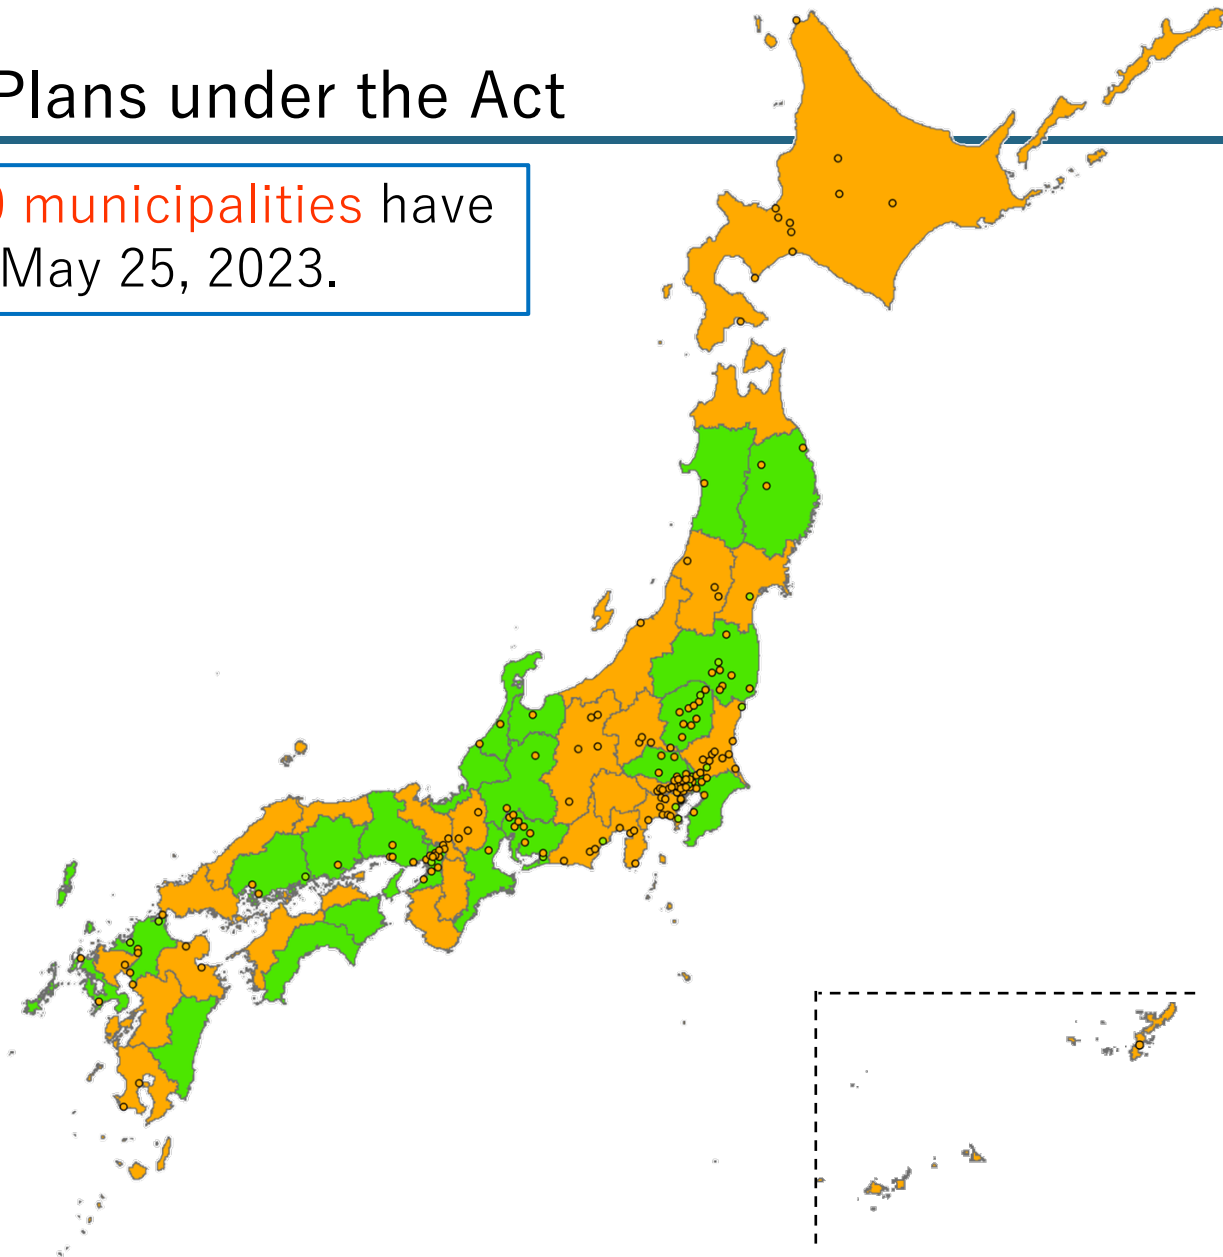 Plans under the Act
municipalities have
May 25, 2023.